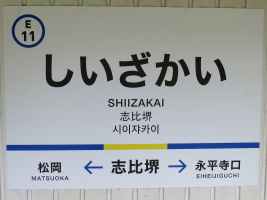 E
11
しいざかい
SHIIZAKAI
志比堺
시이자카이
松岡 ← 志比堺 → 永平寺口
MATSUOKA EIHEIJIGUCHI